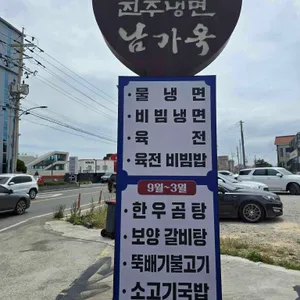 진주냉면
남가옥
· 물 냉 면
· 비빔냉면
· 육 전
· 육전 비빔밥
9월~3월
· 한우곰탕
· 보양 갈비탕
· 뚝배기불고기
· 소고기국밥